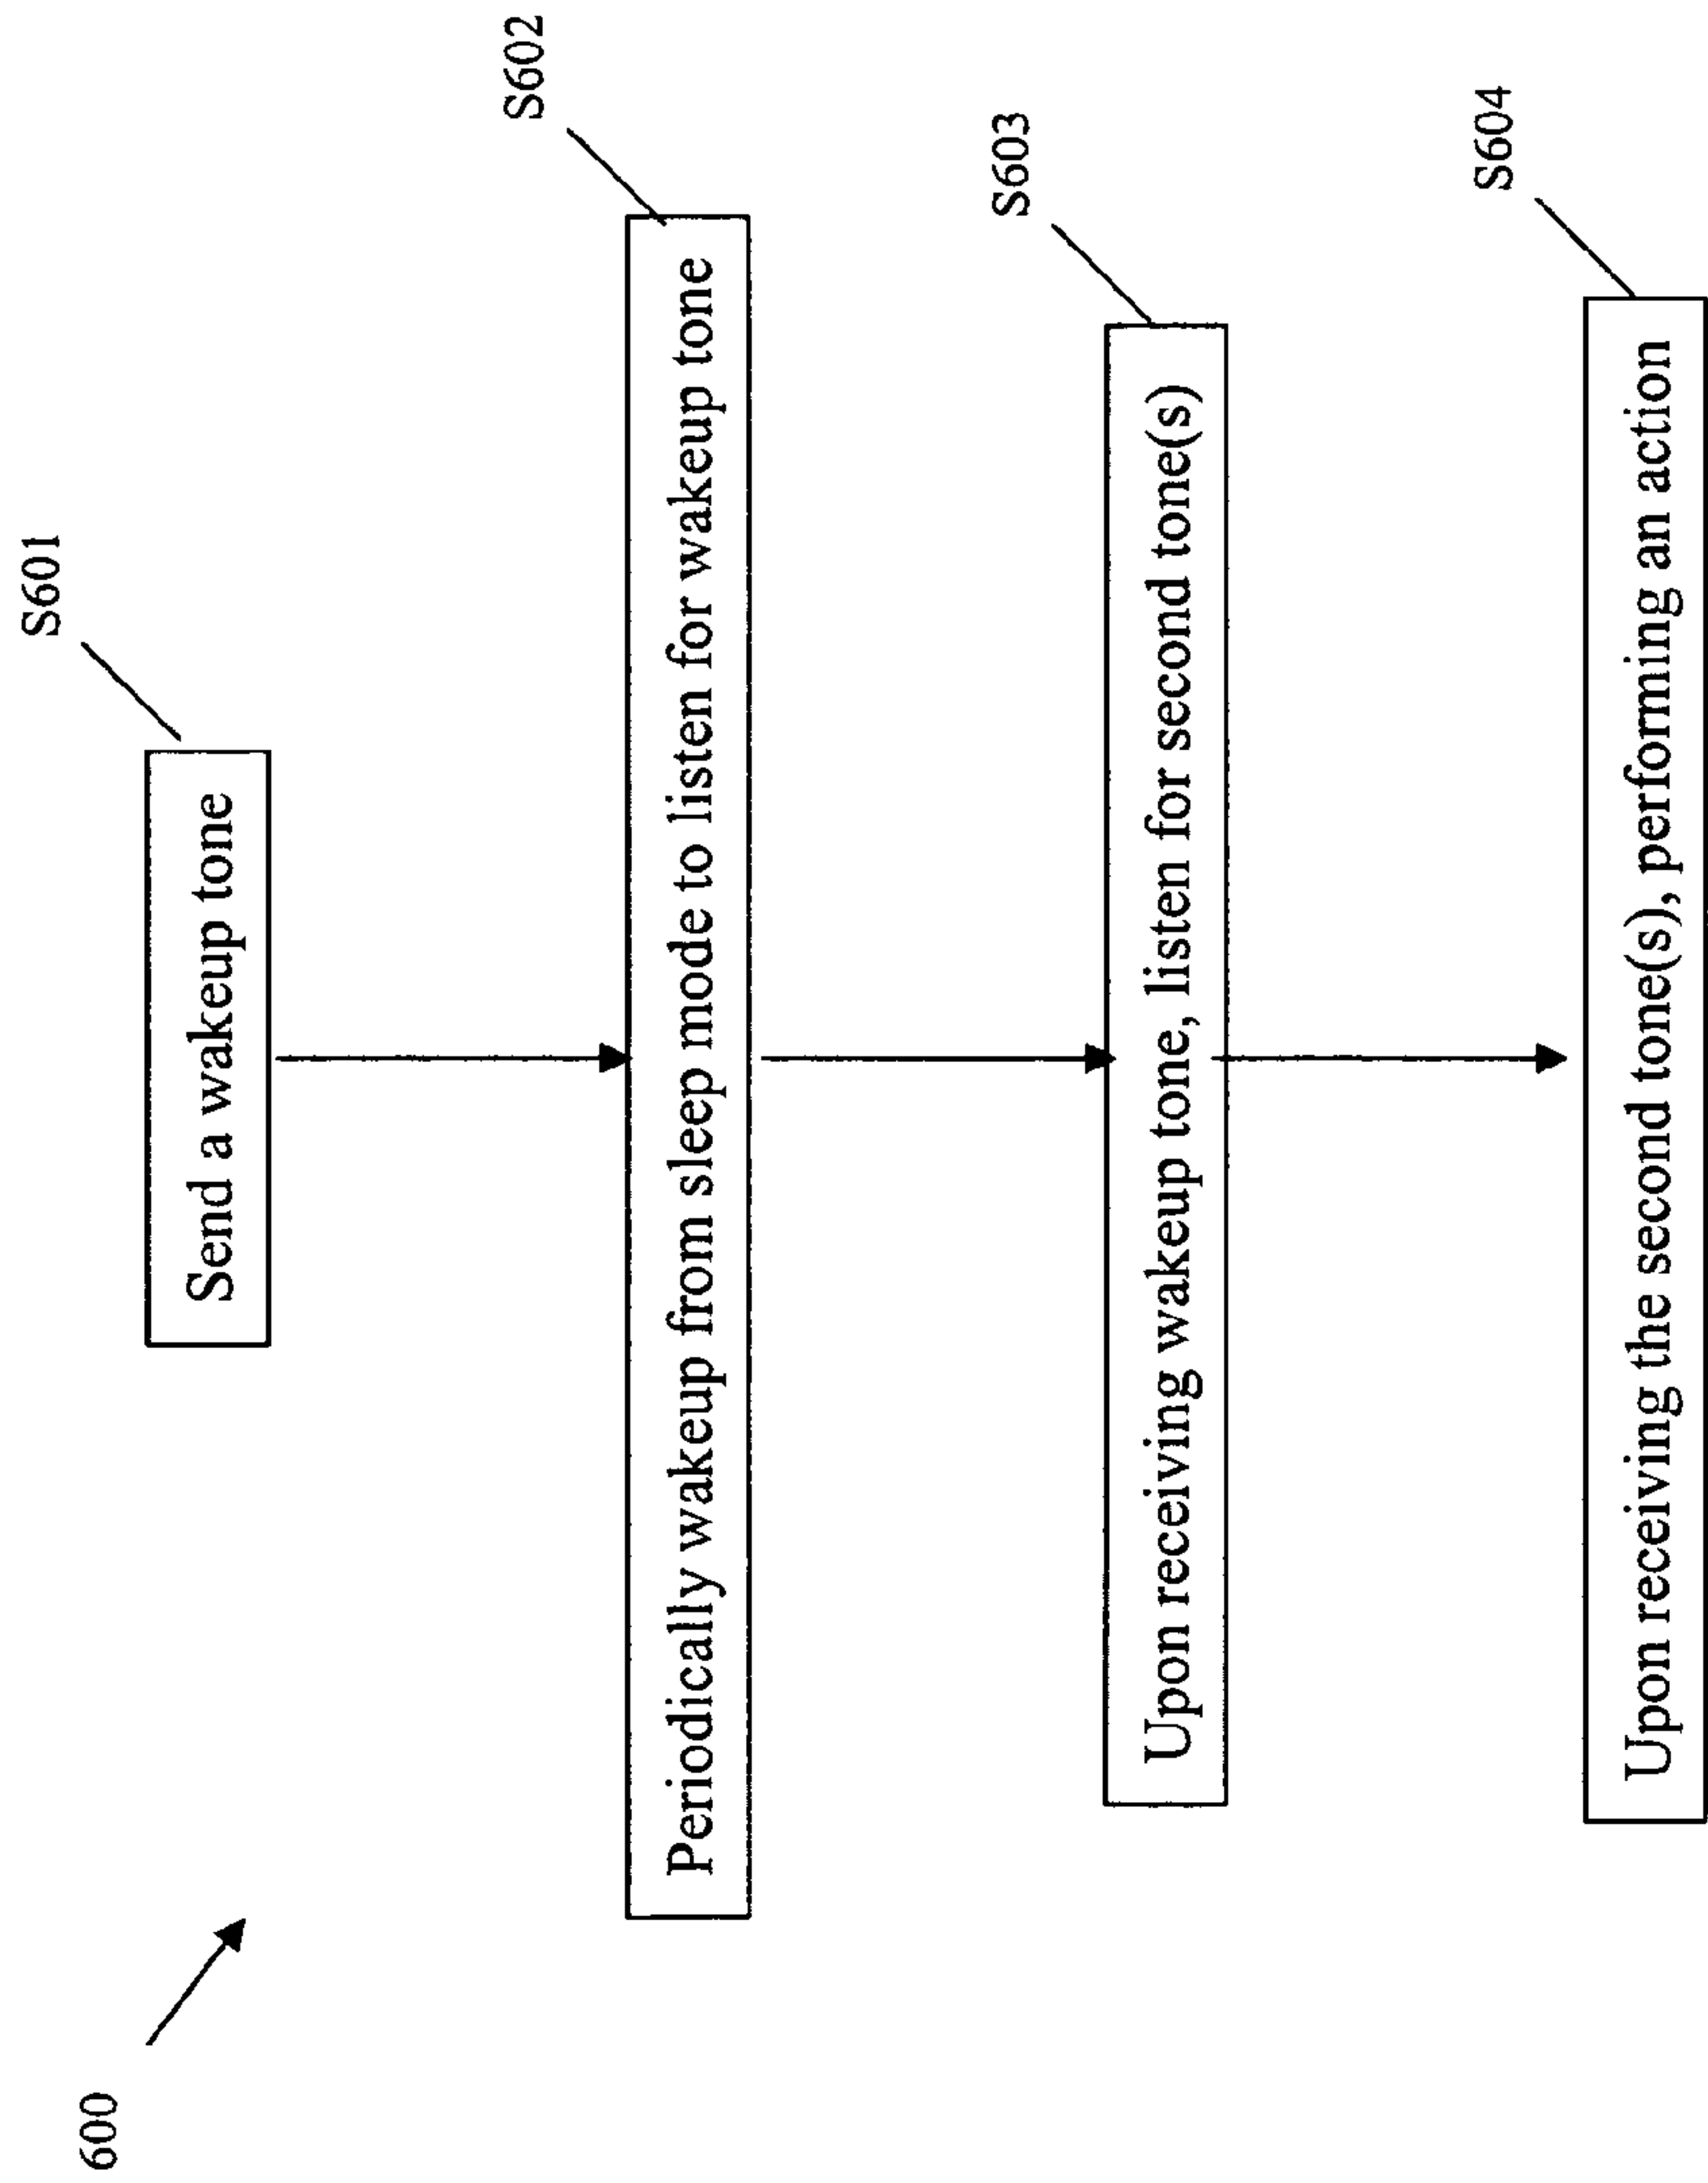 600
S601
Send a wakeup tone
S602
Periodically wakeup from sleep mode to listen for wakeup tone
S603
Upon receiving wakeup tone, listen for second tone(s)
S604
Upon receiving the second tone(s), performing an action